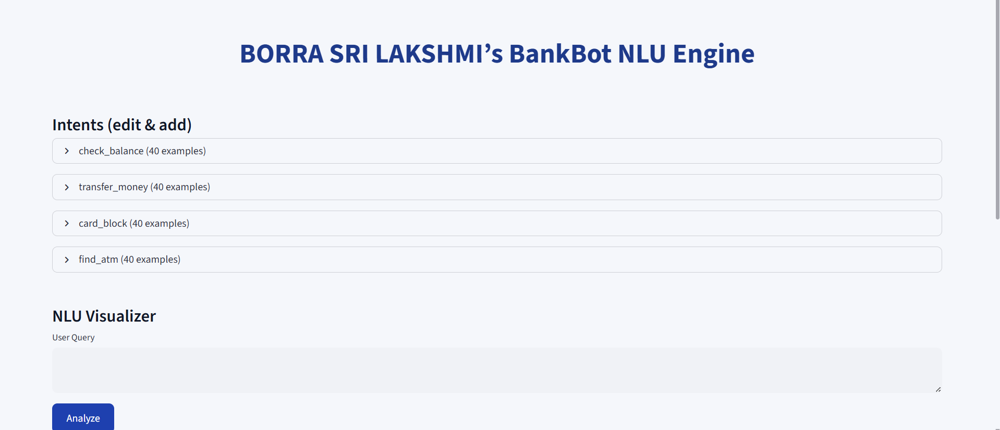 BORRA SRI LAKSHMI’s BankBot NLU Engine
Intents (edit & add)
check_balance (40 examples)
transfer_money (40 examples)
card_block (40 examples)
find_atm (40 examples)
NLU Visualizer
User Query
Analyze